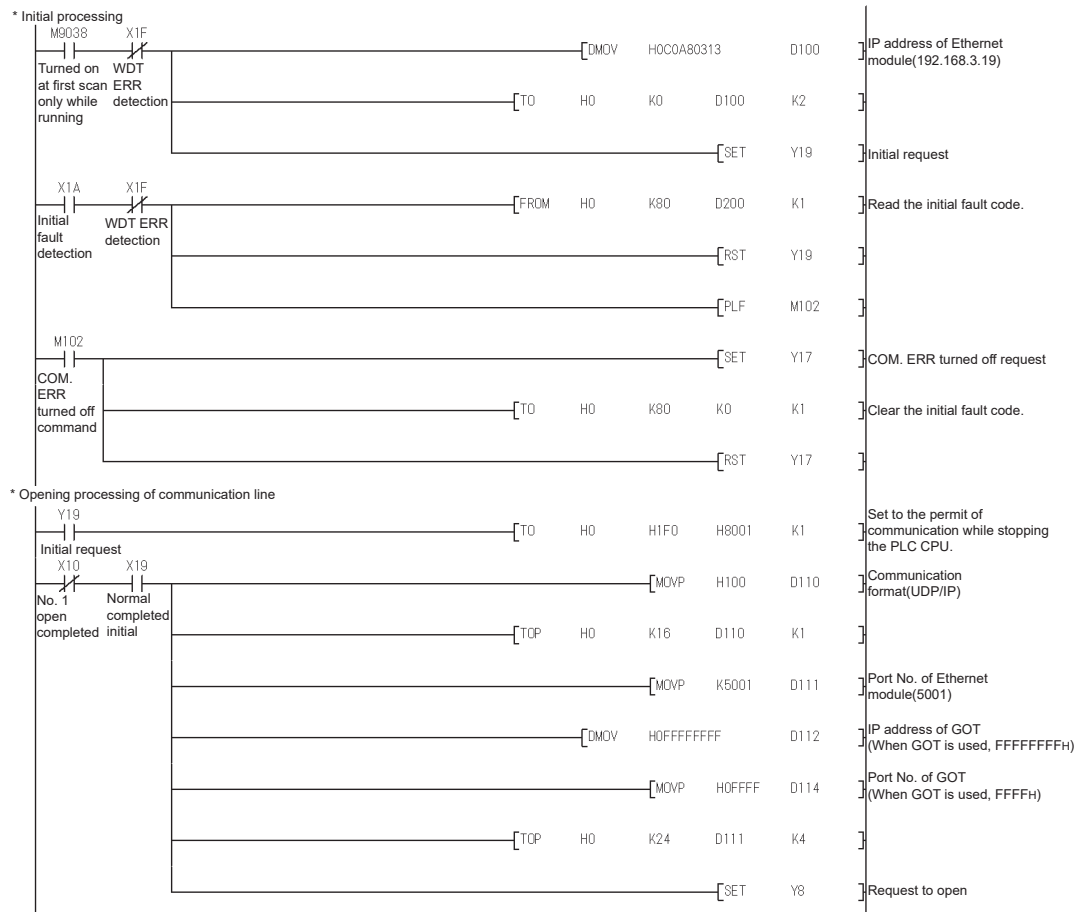 * Initial processing
M9038 X1F
[DMOV H0C0A80313 D100 ] IP address of Ethernet
module(192.168.3.19)
Turned on WDT
at first scan ERR
only while detection
running
[TO H0 K0 D100 K2 ]
[SET Y19 ] Initial request
X1A X1F
[FROM H0 K80 D200 K1 ] Read the initial fault code.
Initial WDT ERR
fault detection
detection
[RST Y19 ]
[PLF M102 ]
M102
[SET Y17 ] COM. ERR turned off request
COM.
ERR
turned off
command
[TO H0 K80 K0 K1 ] Clear the initial fault code.
[RST Y17 ]
* Opening processing of communication line
Y19
[TO H0 H1F0 H8001 K1 ] Set to the permit of
communication while stopping
the PLC CPU.
Initial request
X10 X19
[MOVP H100 D110 ] Communication
format(UDP/IP)
No. 1 Normal
open completed
completed initial
[TOP H0 K16 D110 K1 ]
[MOVP K5001 D111 ] Port No. of Ethernet
module(5001)
[DMOV H0FFFFFFFF D112 ] IP address of GOT
(When GOT is used, FFFFFFFFH)
[MOVP H0FFFF D114 ] Port No. of GOT
(When GOT is used, FFFFH)
[TOP H0 K24 D111 K4 ]
[SET Y8 ] Request to open